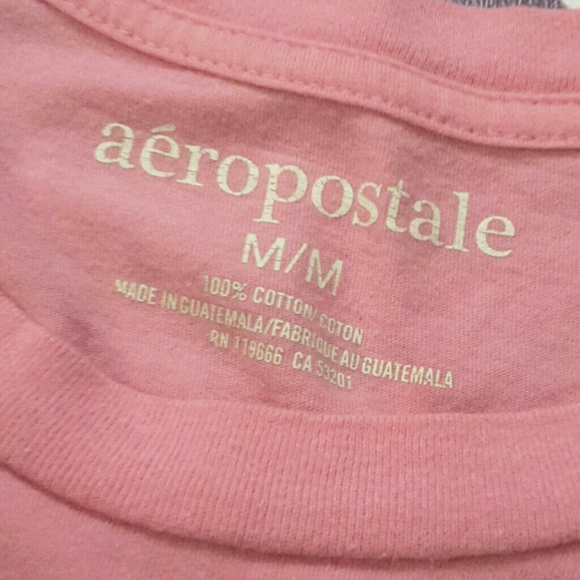 aéropostale
M/M
100% COTTON/COTON
MADE IN GUATEMALA/FABRIQUE AU GUATEMALA
RN 119666 CA 53201